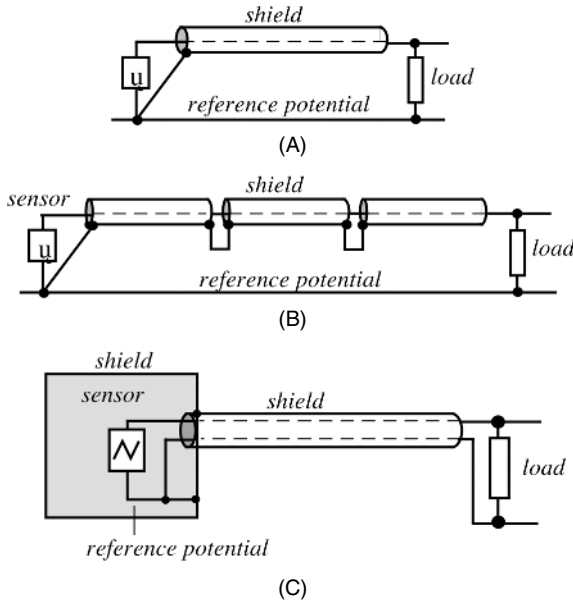 shield
u
load
reference potential
(A)
sensor
shield
u
load
reference potential
(B)
shield
sensor
shield
load
reference potential
(C)